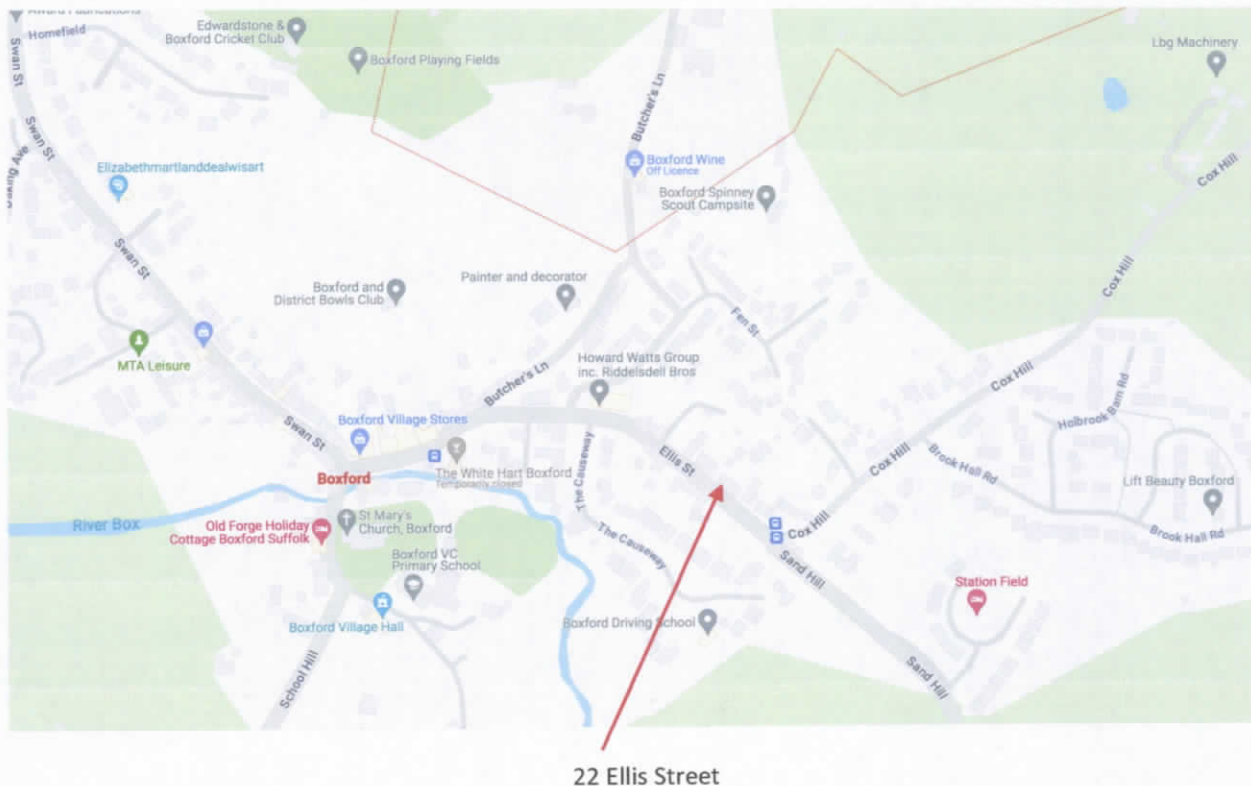 Homefield
Edwardstone &
Boxford Cricket Club
Boxford Playing Fields
Lbg Machinery
Swan St
Butcher's Ln
Swan St
Boxford Wine
Off Licence
Elizabethmartlanddealwisart
Boxford Spinney
Scout Campsite
Cox Hill
Swan St
Cox Hill
Boxford and
District Bowls Club
Painter and decorator
Fen St
MTA Leisure
Howard Watts Group
inc. Riddelsdell Bros
Butcher's Ln
Cox Hill
Holbrook Barn Rd
Swan St
Boxford Village Stores
Ellis St
Cox Hill
Brook Hall Rd
The White Hart Boxford
Temporarily closed
The Causeway
Boxford
Lift Beauty Boxford
River Box
Old Forge Holiday
Cottage Boxford Suffolk
St Mary's
Church, Boxford
The Causeway
Cox Hill
Brook Hall Rd
Boxford VC
Primary School
Sand Hill
Station Field
Boxford Village Hall
Boxford Driving School
School Hill
Sand Hill
22 Ellis Street